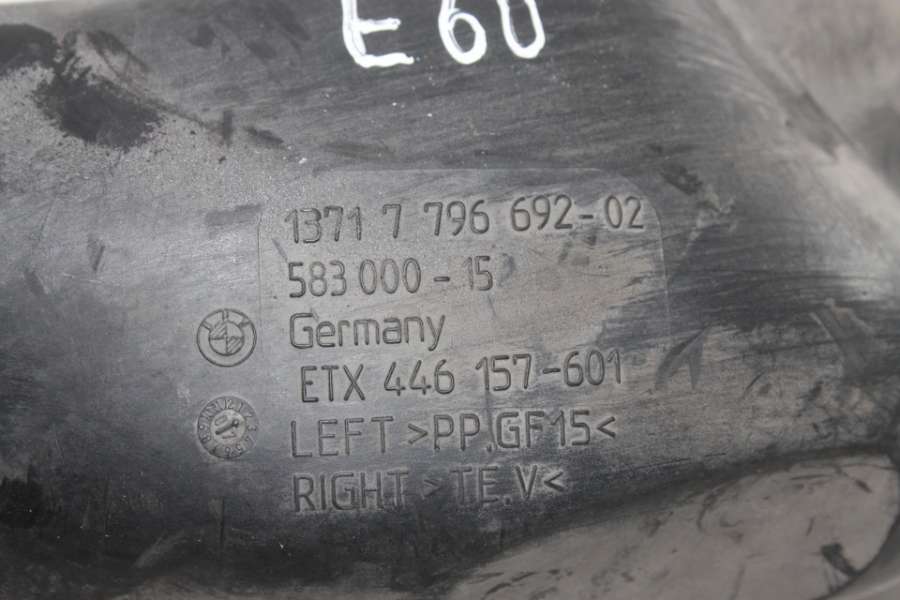 E60
1371 7 796 692-02
583 000 - 15
Germany
ETX 446 157-601
LEFT >PP.GF15<
RIGHT >TE.V<